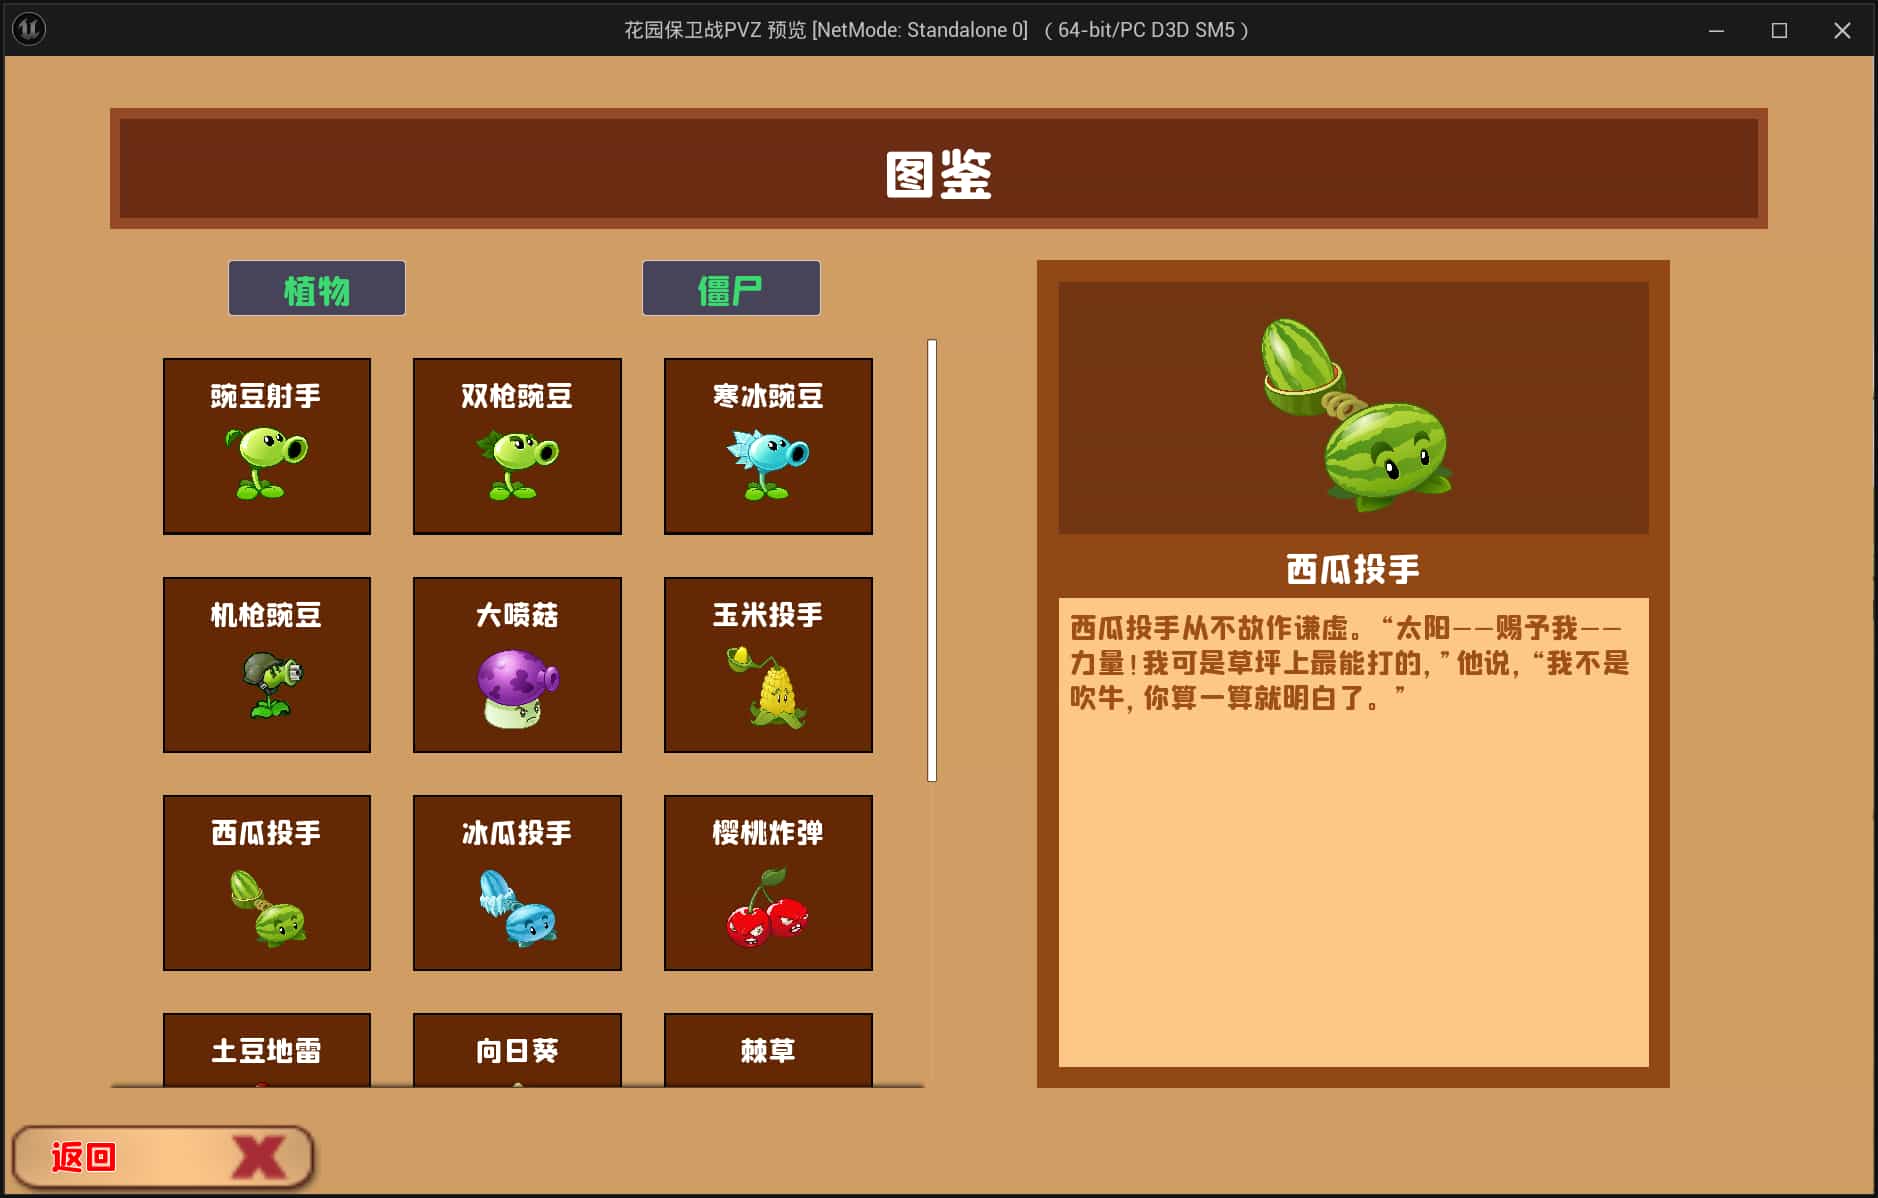 花园保卫战PVZ 预览 [NetMode: Standalone 0] （64-bit/PC D3D SM5）
图鉴
植物
僵尸
豌豆射手
双枪豌豆
寒冰豌豆
机枪豌豆
大喷菇
玉米投手
西瓜投手
冰瓜投手
樱桃炸弹
土豆地雷
向日葵
棘草
西瓜投手
西瓜投手从不故作谦虚。“太阳——赐予我——
力量!我可是草坪上最能打的,”他说,“我不是
吹牛,你算一算就明白了。”
返回